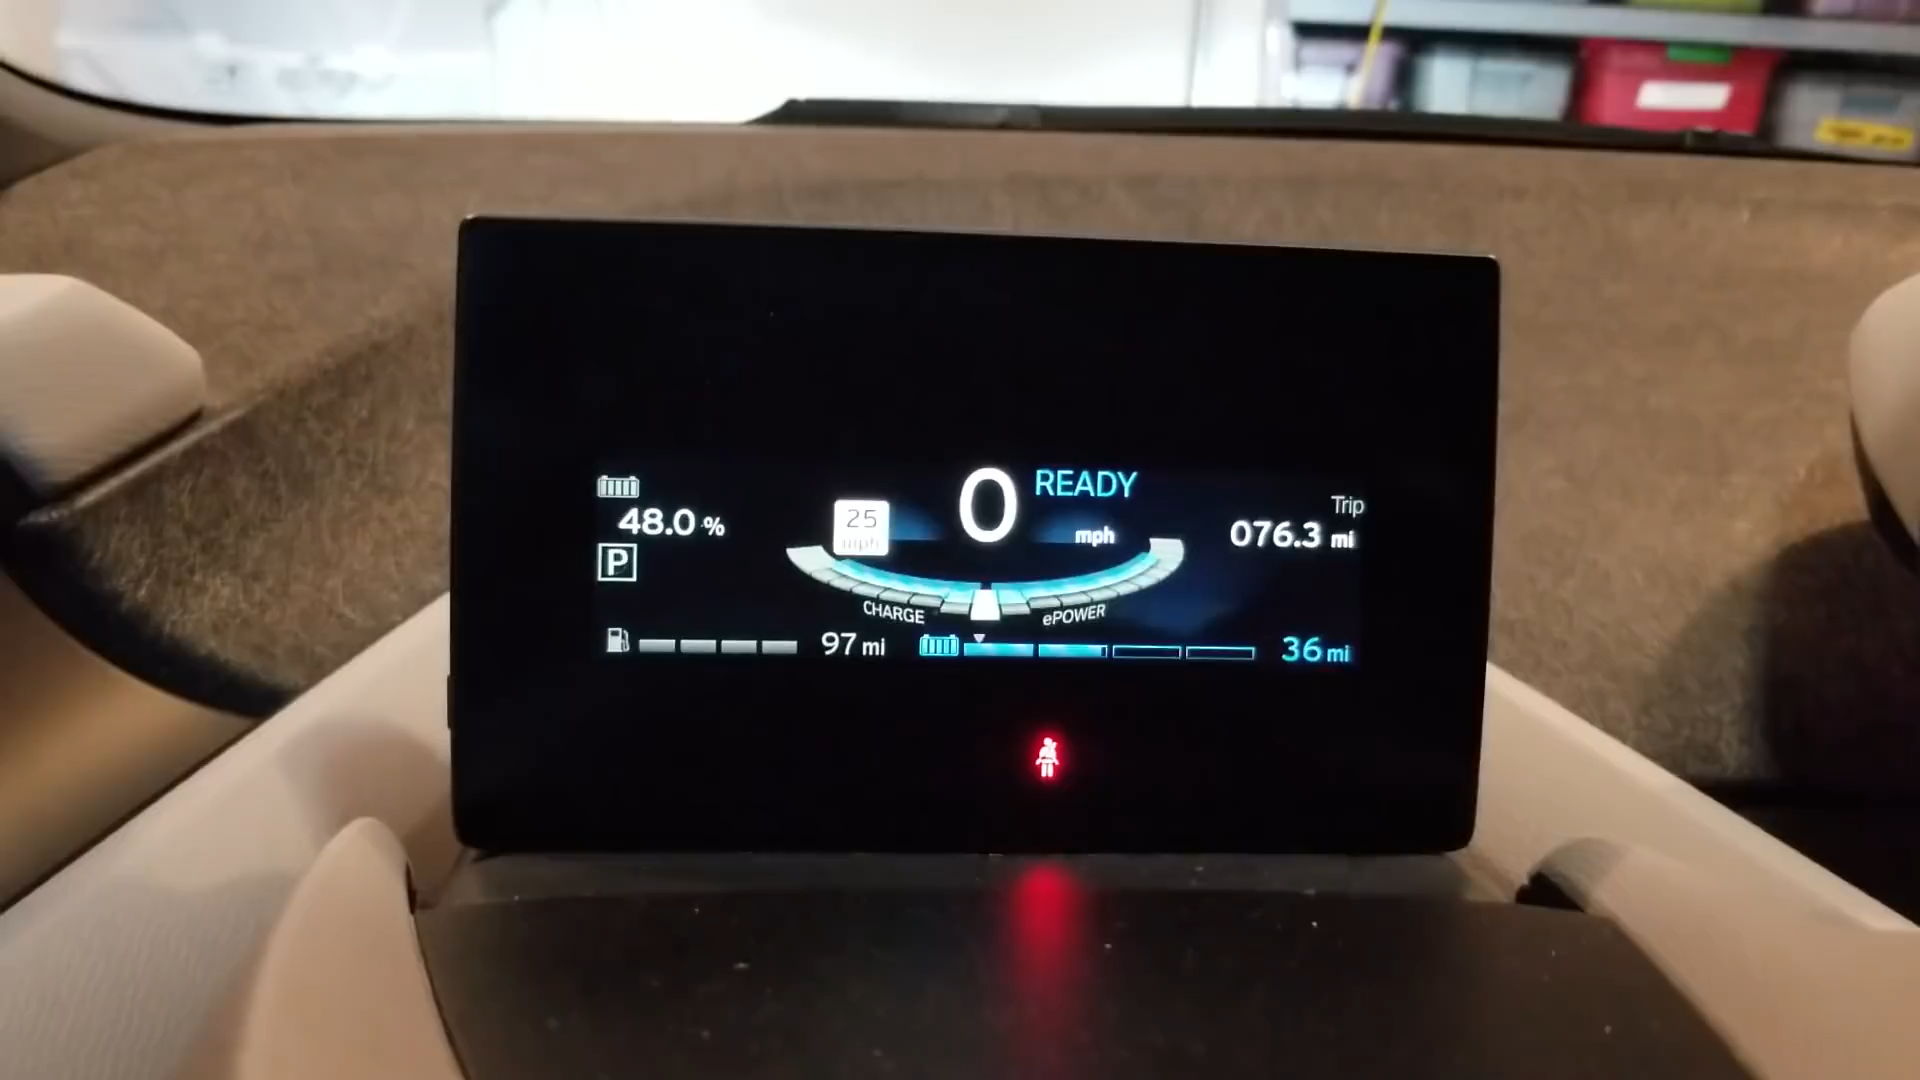 READY
0
mph
48.0 %
25
mph
Trip
076.3 mi
P
CHARGE
ePOWER
97 mi
36 mi